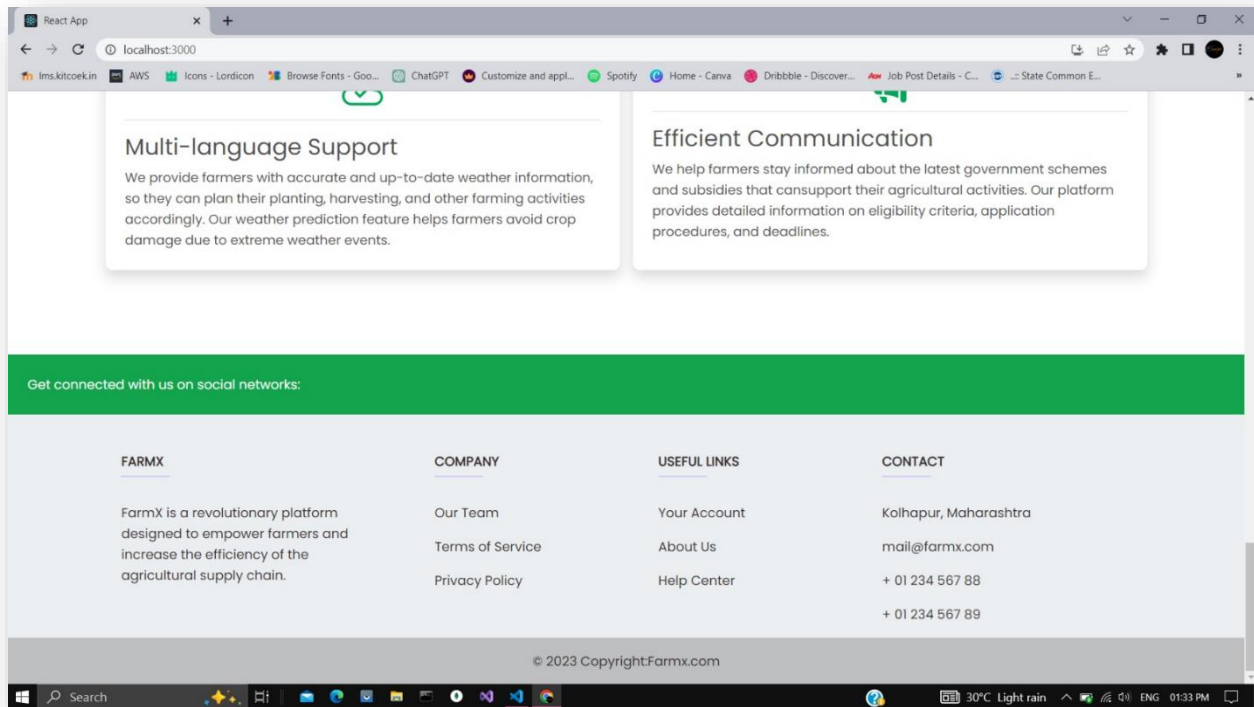 React App
localhost:3000
lms.kitcoek.in AWS Icons - Lordicon Browse Fonts - Goo... ChatGPT Customize and appl... Spotify Home - Canva Dribbble - Discover... Job Post Details - C... ..:: State Common E...
Multi-language Support
We provide farmers with accurate and up-to-date weather information,
so they can plan their planting, harvesting, and other farming activities
accordingly. Our weather prediction feature helps farmers avoid crop
damage due to extreme weather events.
Efficient Communication
We help farmers stay informed about the latest government schemes
and subsidies that cansupport their agricultural activities. Our platform
provides detailed information on eligibility criteria, application
procedures, and deadlines.
Get connected with us on social networks:
FARMX
FarmX is a revolutionary platform
designed to empower farmers and
increase the efficiency of the
agricultural supply chain.
COMPANY
Our Team
Terms of Service
Privacy Policy
USEFUL LINKS
Your Account
About Us
Help Center
CONTACT
Kolhapur, Maharashtra
mail@farmx.com
+ 01 234 567 88
+ 01 234 567 89
© 2023 Copyright:Farmx.com
Search 30°C Light rain ENG 01:33 PM